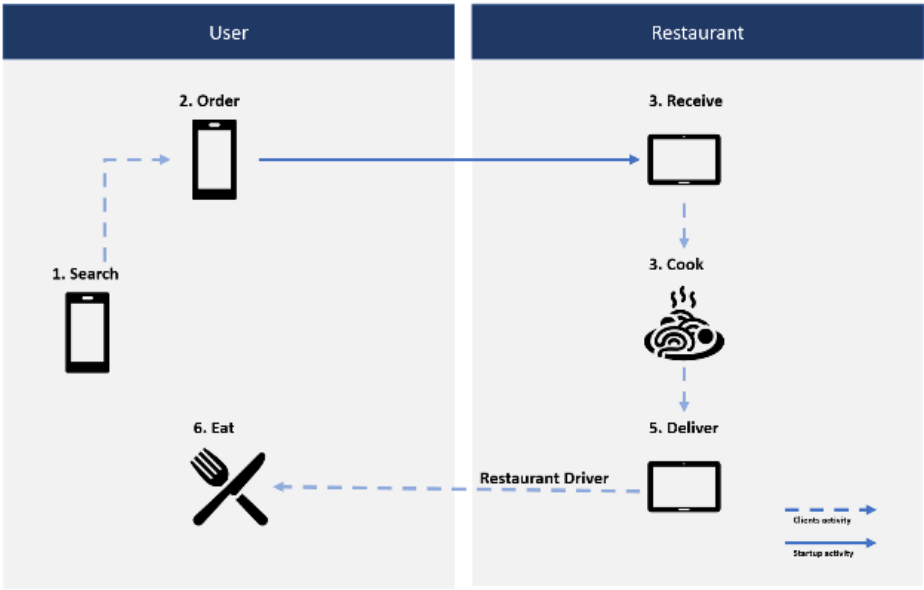 User
Restaurant
2. Order
3. Receive
1. Search
3. Cook
6. Eat
5. Deliver
Restaurant Driver
Clients activity
Startup activity